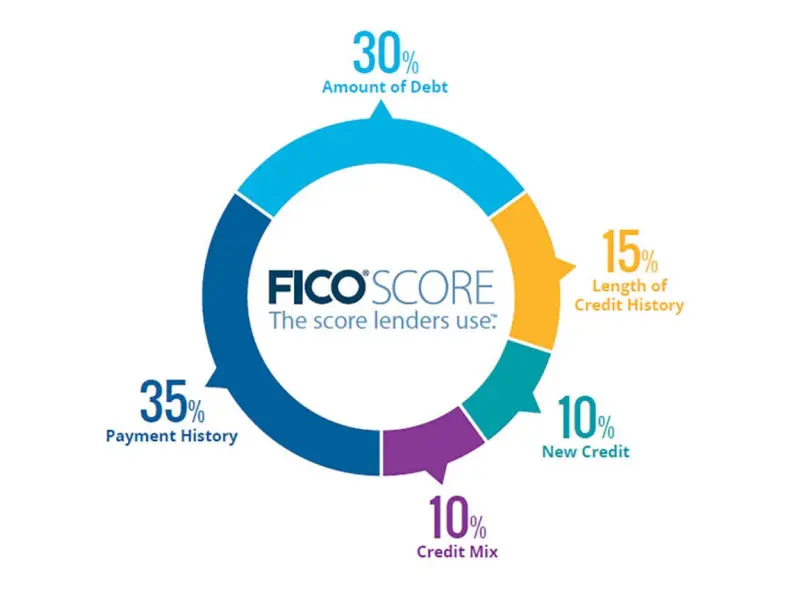 30%
Amount of Debt
15%
Length of
Credit History
FICO® SCORE
The score lenders use.™
35%
Payment History
10%
New Credit
10%
Credit Mix